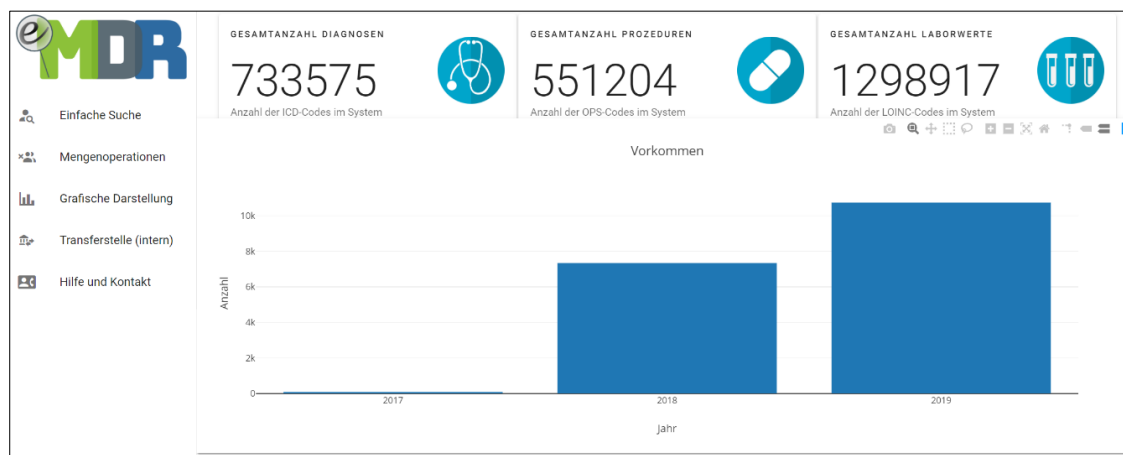 eMDR
Einfache Suche
Mengenoperationen
Grafische Darstellung
Transferstelle (intern)
Hilfe und Kontakt
GESAMTANZAHL DIAGNOSEN
733575
Anzahl der ICD-Codes im System
GESAMTANZAHL PROZEDUREN
551204
Anzahl der OPS-Codes im System
GESAMTANZAHL LABORWERTE
1298917
Anzahl der LOINC-Codes im System
Vorkommen
Anzahl
10k
8k
6k
4k
2k
0
2017
2018
2019
Jahr